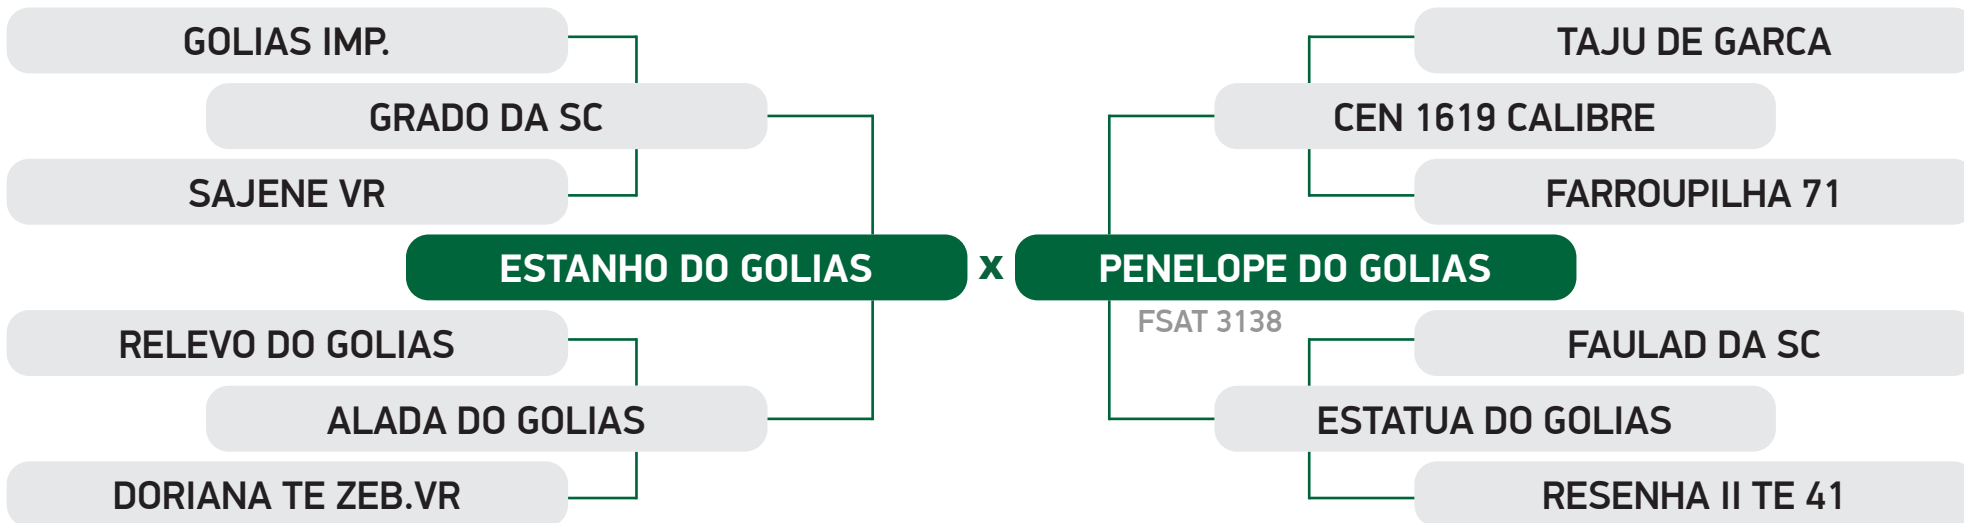 GOLIAS IMP.
TAJU DE GARCA
GRADO DA SC
CEN 1619 CALIBRE
SAJENE VR
FARROUPILHA 71
ESTANHO DO GOLIAS x PENELOPE DO GOLIAS
FSAT 3138
RELEVO DO GOLIAS
FAULAD DA SC
ALADA DO GOLIAS
ESTATUA DO GOLIAS
DORIANA TE ZEB.VR
RESENHA II TE 41